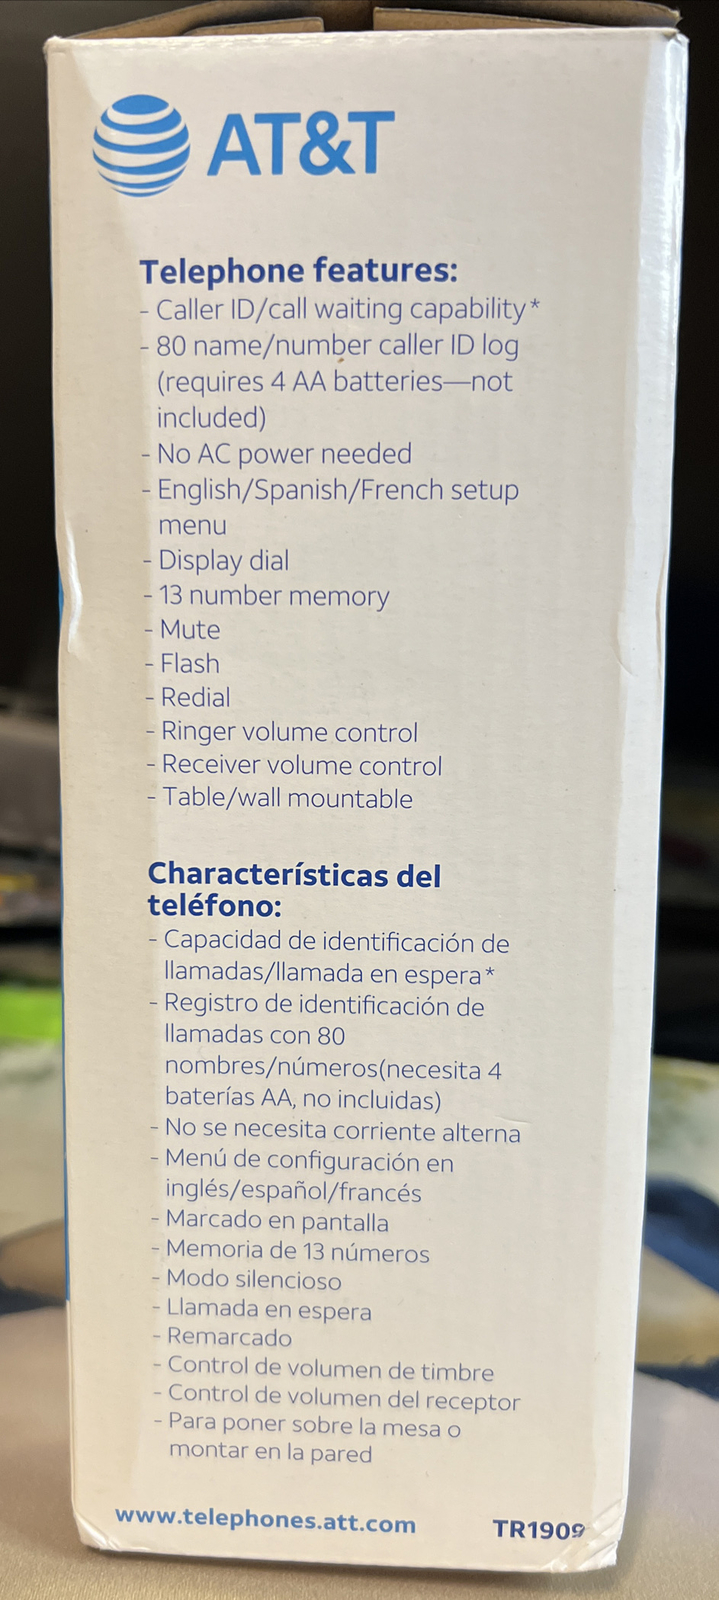 AT&T
Telephone features:
- Caller ID/call waiting capability*
- 80 name/number caller ID log
(requires 4 AA batteries—not
included)
- No AC power needed
- English/Spanish/French setup
menu
- Display dial
- 13 number memory
- Mute
- Flash
- Redial
- Ringer volume control
- Receiver volume control
- Table/wall mountable
Characterísticas del
teléfono:
- Capacidad de identificación de
llamadas/llamada en espera*
- Registro de identificación de
llamadas con 80
nombres/números(necesita 4
baterías AA, no incluidas)
- No se necesita corriente alterna
- Menú de configuración en
inglés/español/francés
- Marcado en pantalla
- Memoria de 13 números
- Modo silencioso
- Llamada en espera
- Remarcado
- Control de volumen de timbre
- Control de volumen del receptor
- Para poner sobre la mesa o
montar en la pared
www.telephones.att.com
TR1909